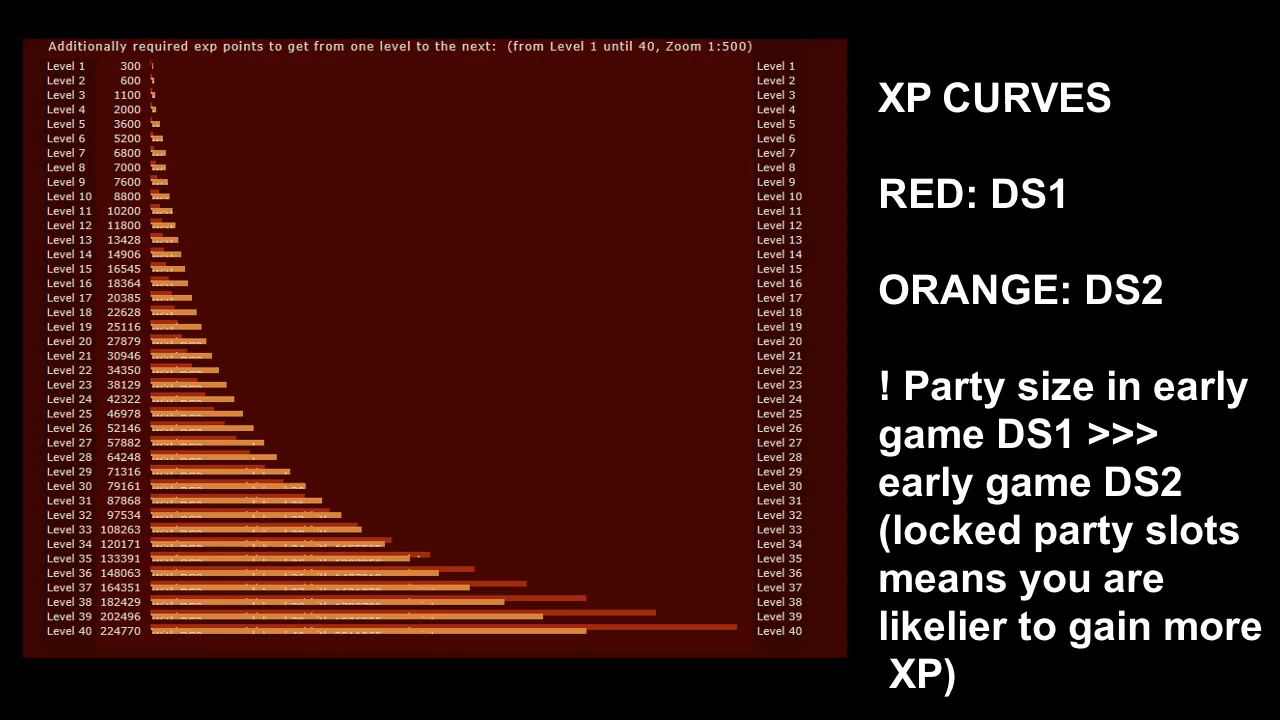 Additionally required exp points to get from one level to the next:  (from Level 1 until 40, Zoom 1:500)
Level 1 300 Level 1
Level 2 600 Level 2
Level 3 1100 Level 3
Level 4 2000 Level 4
Level 5 3600 Level 5
Level 6 5200 Level 6
Level 7 6800 Level 7
Level 8 7000 Level 8
Level 9 7600 Level 9
Level 10 8800 Level 10
Level 11 10200 Level 11
Level 12 11800 Level 12
Level 13 13428 Level 13
Level 14 14906 Level 14
Level 15 16545 Level 15
Level 16 18364 Level 16
Level 17 20385 Level 17
Level 18 22628 Level 18
Level 19 25116 Level 19
Level 20 27879 Level 20
Level 21 30946 Level 21
Level 22 34350 Level 22
Level 23 38129 Level 23
Level 24 42322 Level 24
Level 25 46978 Level 25
Level 26 52146 Level 26
Level 27 57882 Level 27
Level 28 64248 Level 28
Level 29 71316 Level 29
Level 30 79161 Level 30
Level 31 87868 Level 31
Level 32 97534 Level 32
Level 33 108263 Level 33
Level 34 120171 Level 34
Level 35 133391 Level 35
Level 36 148063 Level 36
Level 37 164351 Level 37
Level 38 182429 Level 38
Level 39 202496 Level 39
Level 40 224770 Level 40
XP CURVES
RED: DS1
ORANGE: DS2
! Party size in early
game DS1 >>>
early game DS2
(locked party slots
means you are
likelier to gain more
XP)